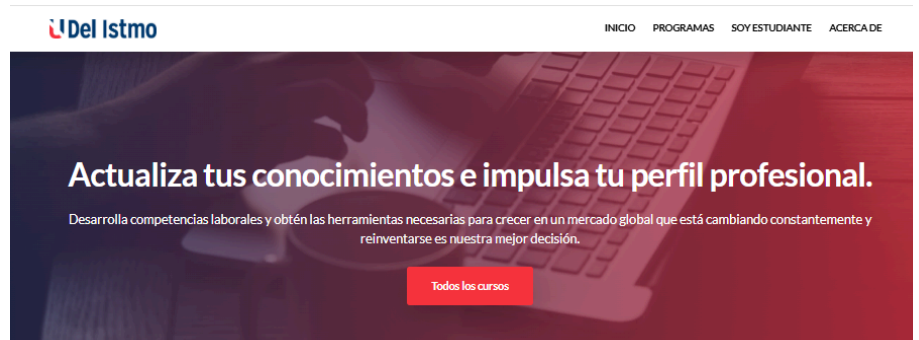 U Del Istmo
INICIO PROGRAMAS SOY ESTUDIANTE ACERCA DE
Actualiza tus conocimientos e impulsa tu perfil profesional.
Desarrolla competencias laborales y obtén las herramientas necesarias para crecer en un mercado global que está cambiando constantemente y
reinventarse es nuestra mejor decisión.
Todos los cursos